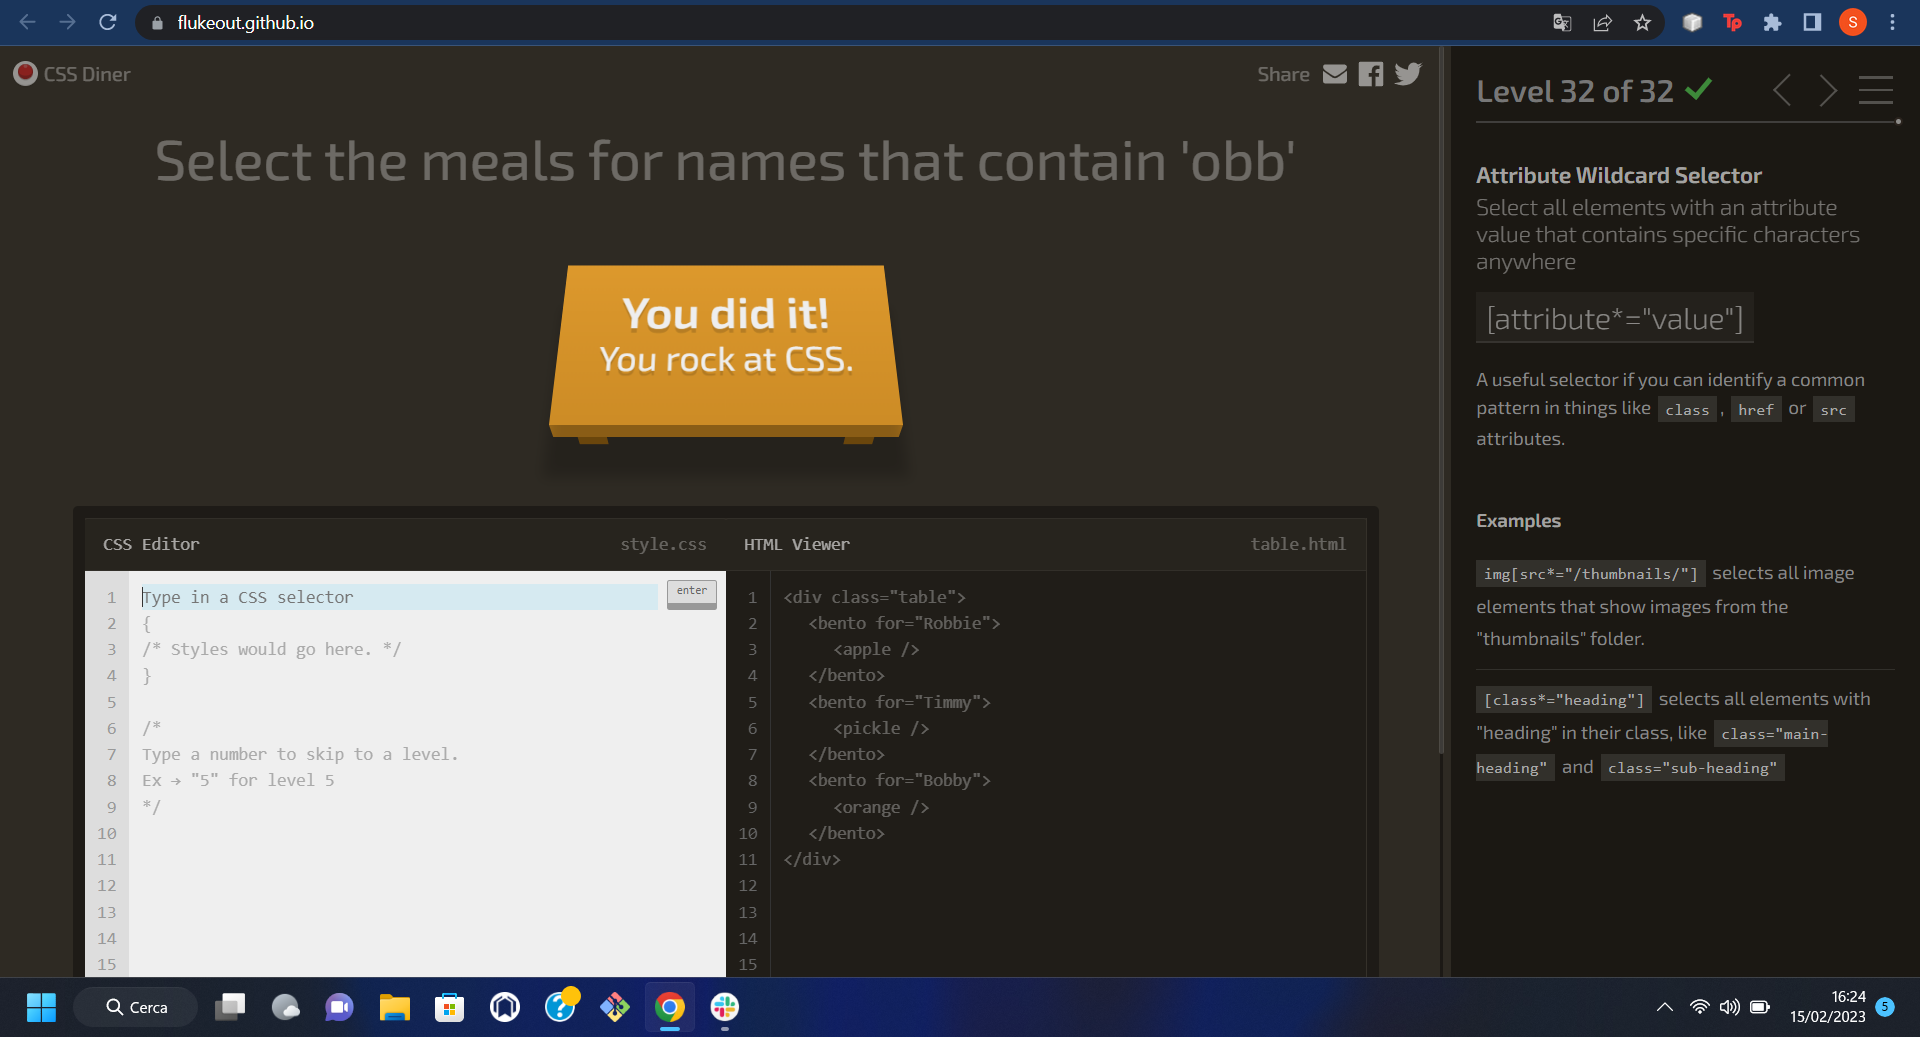 flukeout.github.io
S
CSS Diner
Share
Select the meals for names that contain 'obb'
You did it!
You rock at CSS.
CSS Editor
style.css
1 Type in a CSS selector
enter
2 {
3 /* Styles would go here. */
4 }
5
6 /*
7 Type a number to skip to a level.
8 Ex → "5" for level 5
9 */
10
11
12
13
14
15
HTML Viewer
table.html
1 <div class="table">
2 <bento for="Robbie">
3 <apple />
4 </bento>
5 <bento for="Timmy">
6 <pickle />
7 </bento>
8 <bento for="Bobby">
9 <orange />
10 </bento>
11 </div>
12
13
14
15
Level 32 of 32
Attribute Wildcard Selector
Select all elements with an attribute
value that contains specific characters
anywhere
[attribute*="value"]
A useful selector if you can identify a common
pattern in things like class , href or src
attributes.
Examples
img[src*="/thumbnails/"] selects all image
elements that show images from the
"thumbnails" folder.
[class*="heading"] selects all elements with
"heading" in their class, like class="main-
heading" and class="sub-heading"
Cerca
16:24
15/02/2023
5